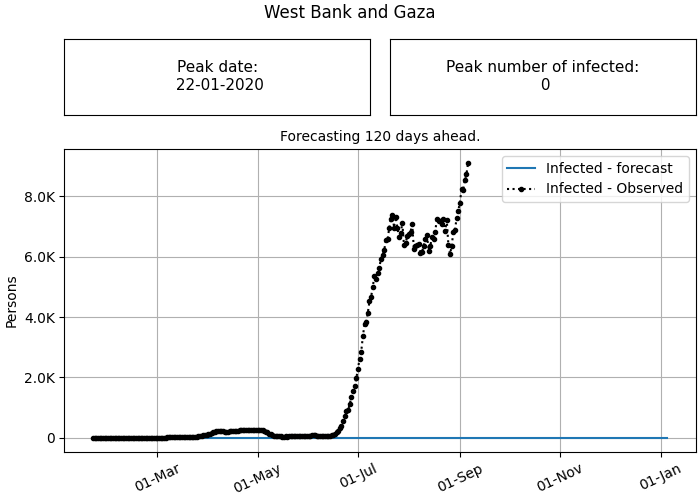 West Bank and Gaza
Peak date:
22-01-2020
Peak number of infected:
0
Forecasting 120 days ahead.
Infected - forecast
Infected - Observed
Persons
8.0K
6.0K
4.0K
2.0K
0
01-Mar
01-May
01-Jul
01-Sep
01-Nov
01-Jan